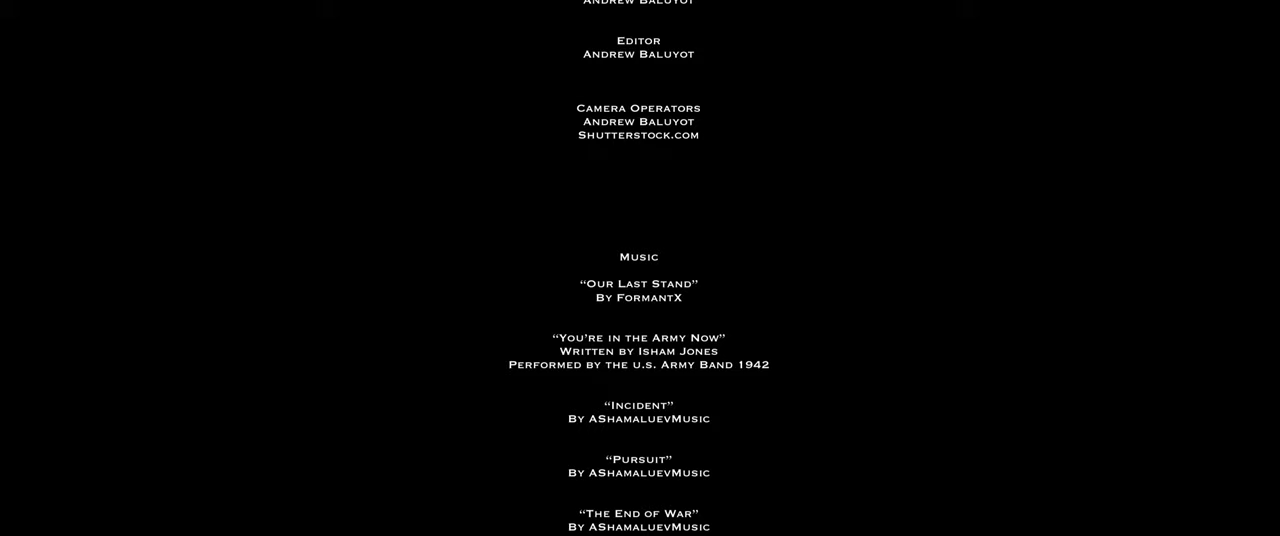 Andrew Baluyot
Editor
Andrew Baluyot
Camera Operators
Andrew Baluyot
Shutterstock.com
Music
“Our Last Stand”
By FormantX
“You’re in the Army Now”
Written by Isham Jones
Performed by the u.s. Army Band 1942
“Incident”
By AShamaluevMusic
“Pursuit”
By AShamaluevMusic
“The End of War”
By AShamaluevMusic